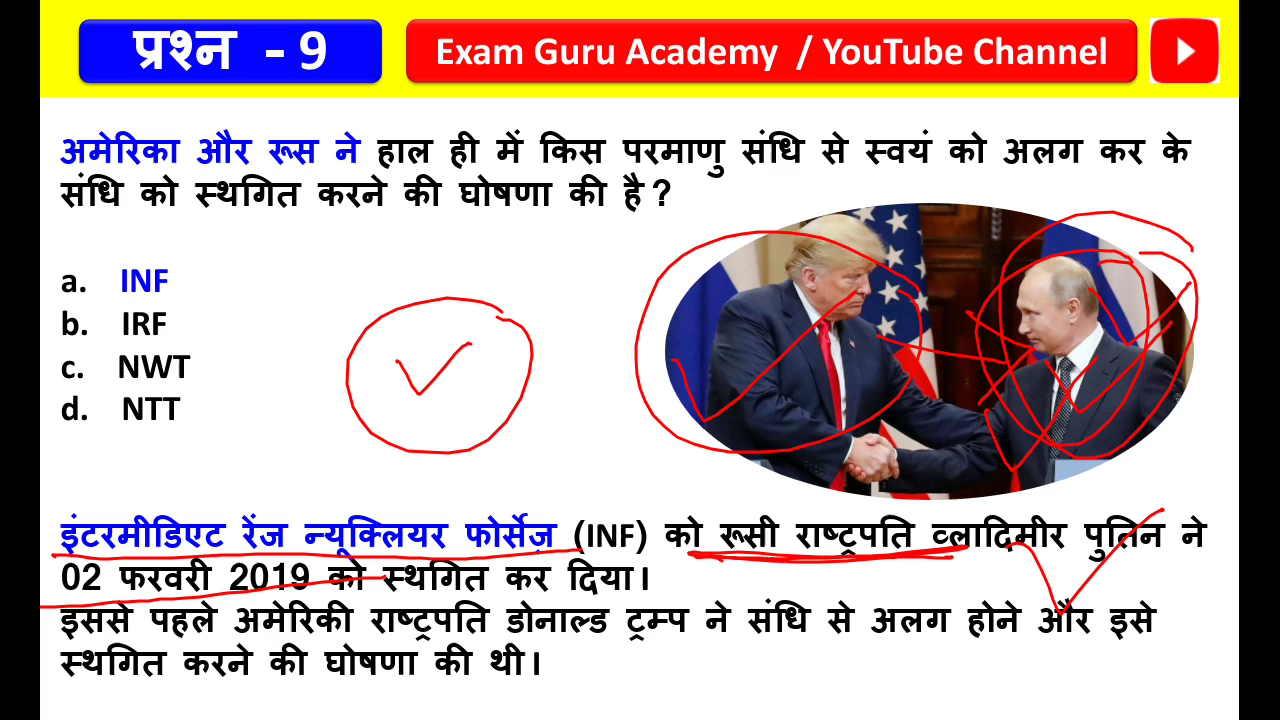 प्रश्न - 9
Exam Guru Academy / YouTube Channel
अमेरिका और रूस ने हाल ही में किस परमाणु संधि से स्वयं को अलग कर के
संधि को स्थगित करने की घोषणा की है ?
a. INF
b. IRF
c. NWT
d. NTT
इंटरमीडिएट रेंज न्यूक्लियर फोर्सेज़ (INF) को रूसी राष्ट्रपति व्लादिमीर पुतिन ने
02 फरवरी 2019 को स्थगित कर दिया।
इससे पहले अमेरिकी राष्ट्रपति डोनाल्ड ट्रम्प ने संधि से अलग होने और इसे
स्थगित करने की घोषणा की थी।